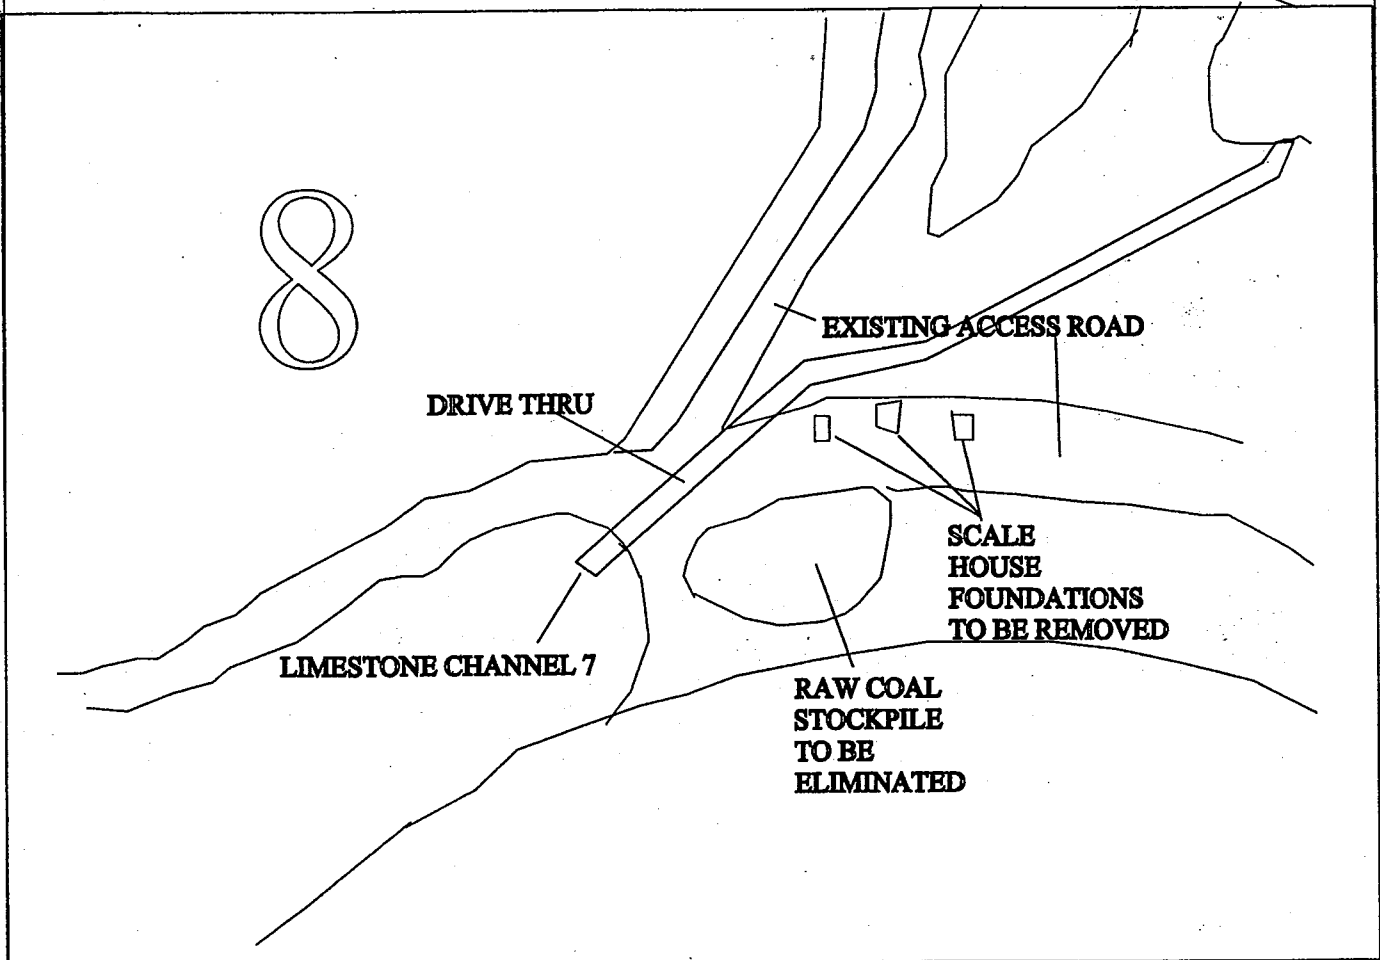 8
EXISTING ACCESS ROAD
DRIVE THRU
SCALE
HOUSE
FOUNDATIONS
TO BE REMOVED
LIMESTONE CHANNEL 7
RAW COAL
STOCKPILE
TO BE
ELIMINATED